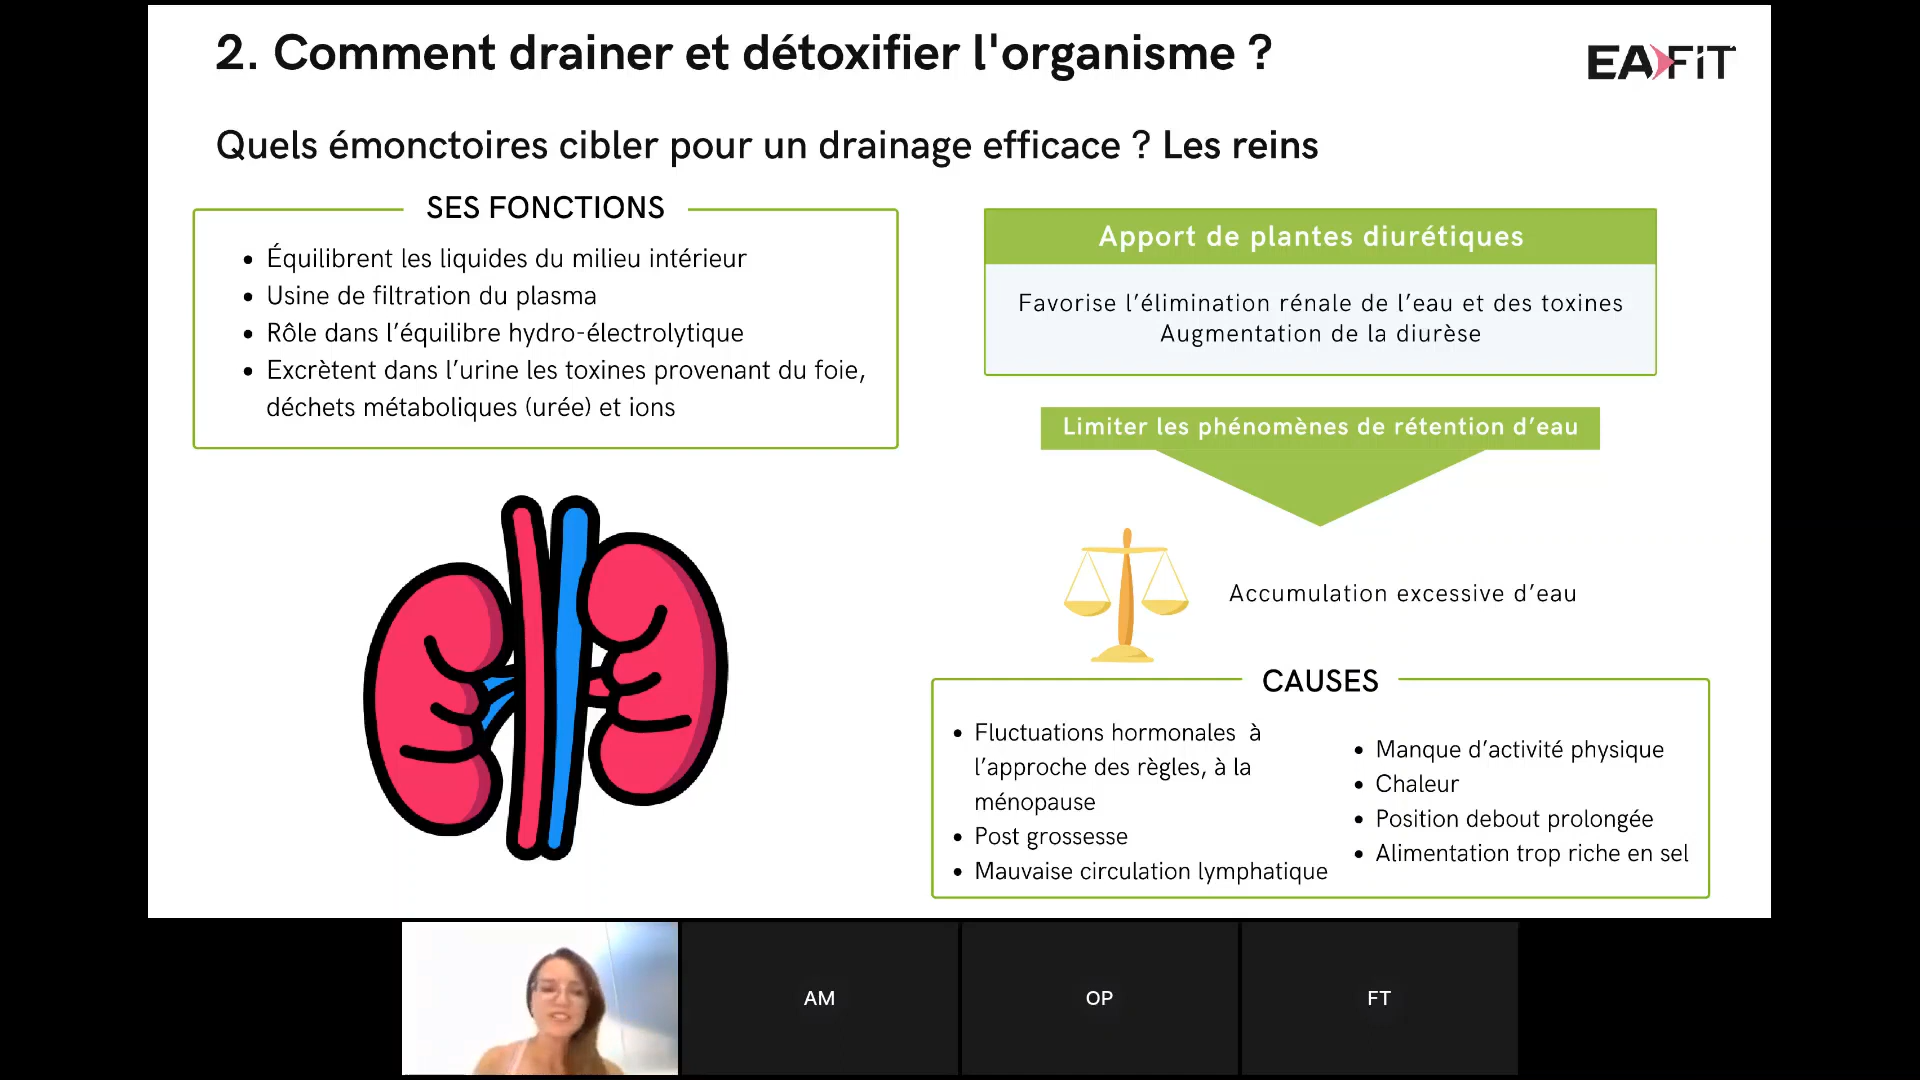 2. Comment drainer et détoxifier l'organisme ?
EAFIT
Quels émonctoires cibler pour un drainage efficace ? Les reins
SES FONCTIONS
• Équilibrent les liquides du milieu intérieur
• Usine de filtration du plasma
• Rôle dans l’équilibre hydro-électrolytique
• Excrètent dans l’urine les toxines provenant du foie,
déchets métaboliques (urée) et ions
Apport de plantes diurétiques
Favorise l’élimination rénale de l’eau et des toxines
Augmentation de la diurèse
Limiter les phénomènes de rétention d’eau
Accumulation excessive d’eau
CAUSES
• Fluctuations hormonales à
l’approche des règles, à la
ménopause
• Post grossesse
• Mauvaise circulation lymphatique
• Manque d’activité physique
• Chaleur
• Position debout prolongée
• Alimentation trop riche en sel
AM
OP
FT